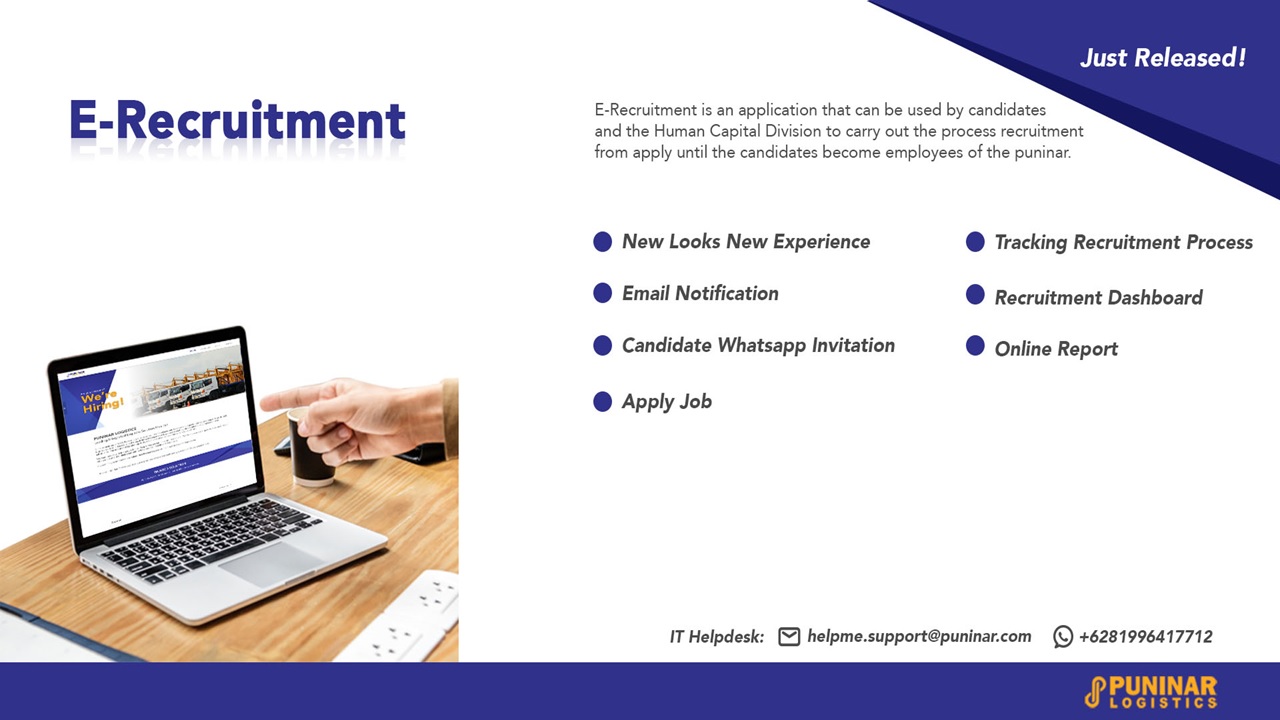 Just Released!
E-Recruitment
E-Recruitment is an application that can be used by candidates
and the Human Capital Division to carry out the process recruitment
from apply until the candidates become employees of the puninar.
New Looks New Experience
Email Notification
Candidate Whatsapp Invitation
Apply Job
Tracking Recruitment Process
Recruitment Dashboard
Online Report
PUNINAR
We're
Hiring!
PUNINAR LOGISTICS
IT Helpdesk: helpme.support@puninar.com +6281996417712
PUNINAR
LOGISTICS